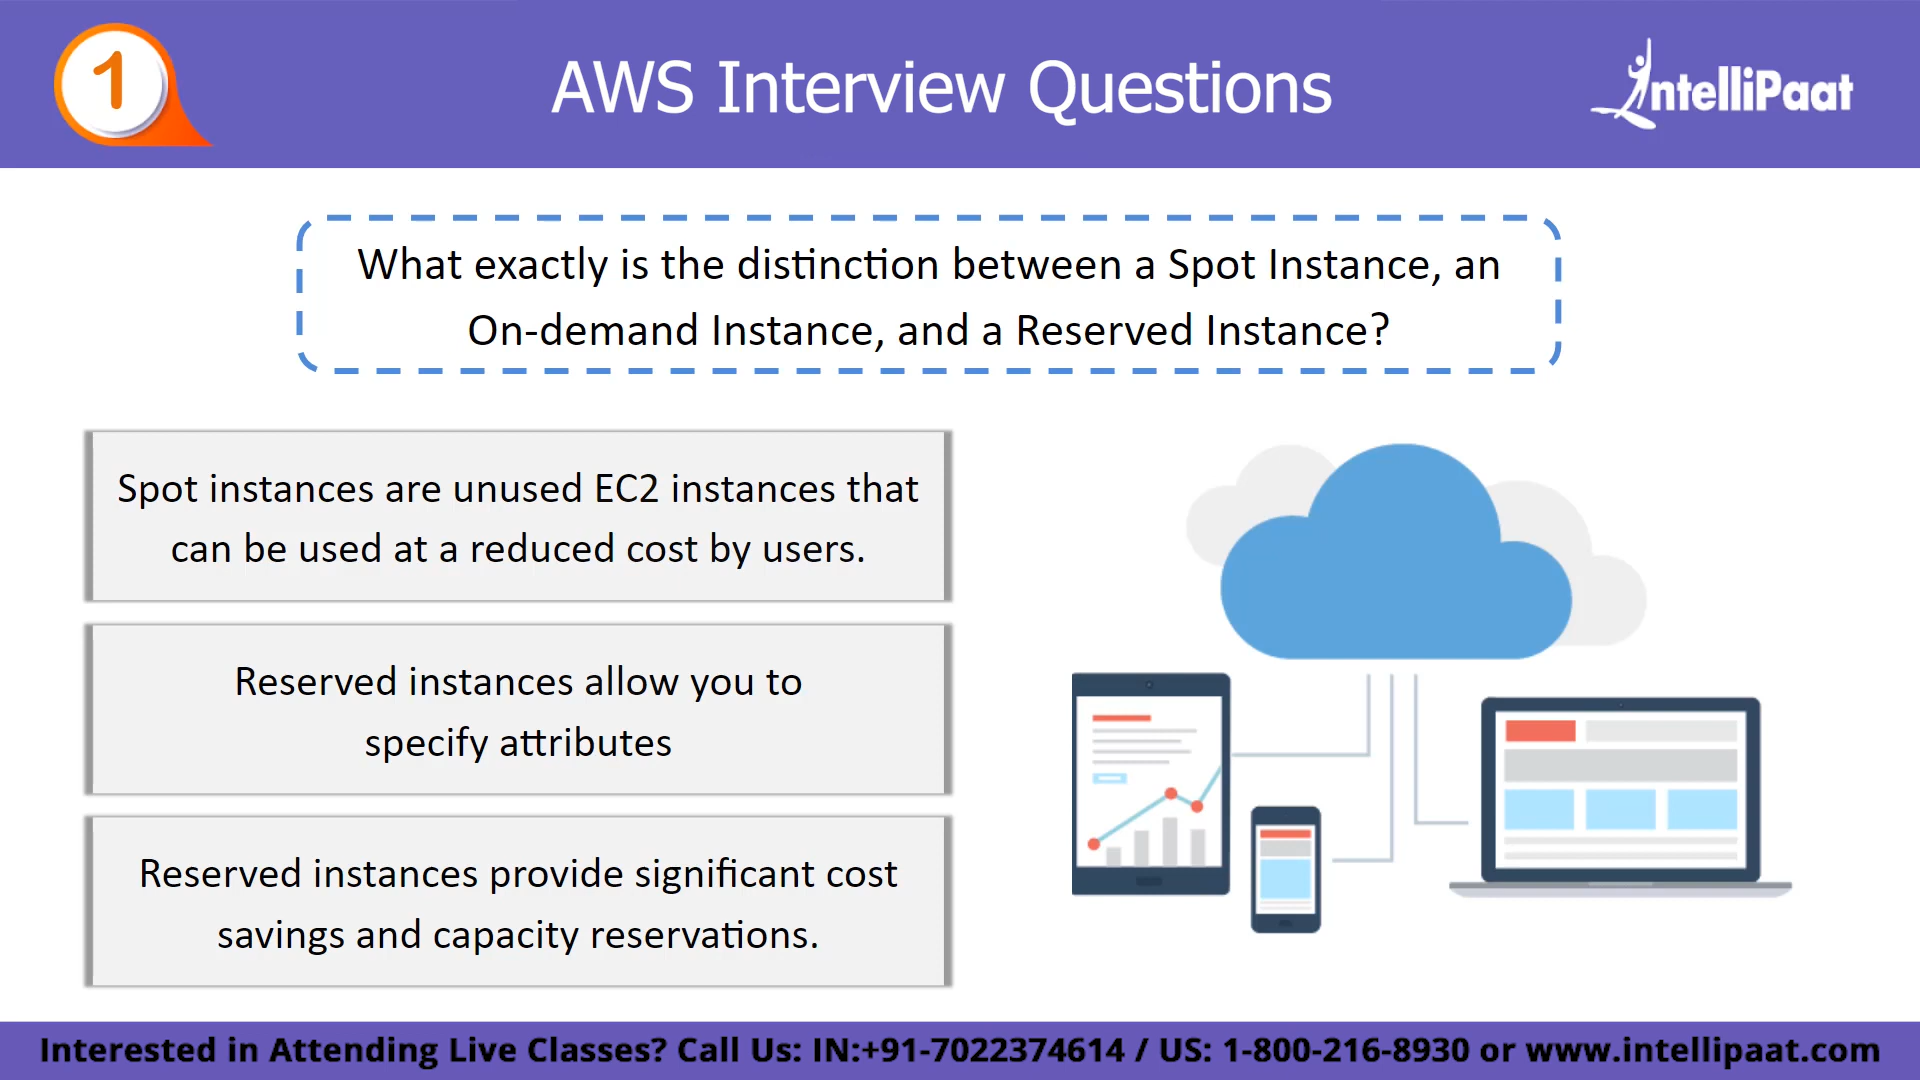 1
AWS Interview Questions
IntelliPaat
What exactly is the distinction between a Spot Instance, an
On-demand Instance, and a Reserved Instance?
Spot instances are unused EC2 instances that
can be used at a reduced cost by users.
Reserved instances allow you to
specify attributes
Reserved instances provide significant cost
savings and capacity reservations.
Interested in Attending Live Classes? Call Us: IN:+91-7022374614 / US: 1-800-216-8930 or www.intellipaat.com